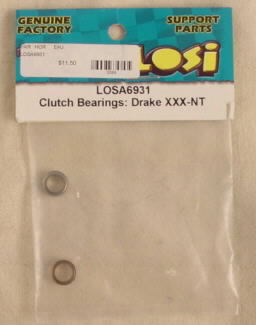 GENUINE
FACTORY
SUPPORT
PARTS
LOSA6931
$11.50
LOSI
LOSA6931
Clutch Bearings: Drake XXX-NT